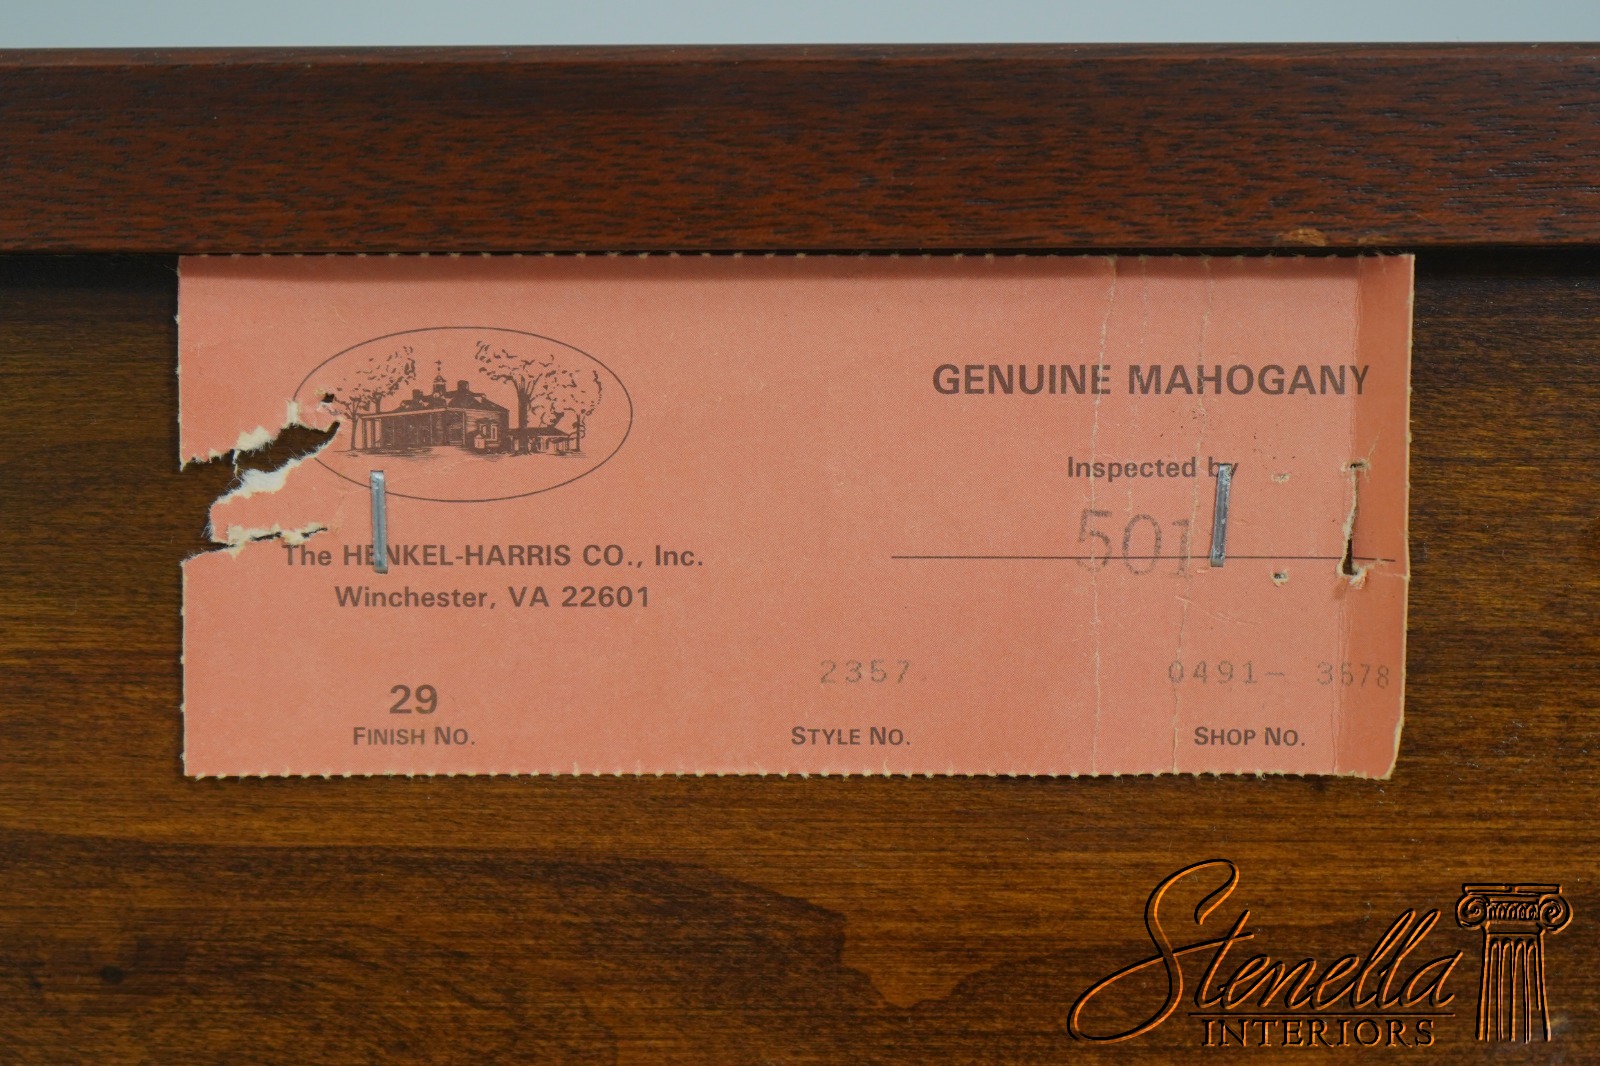 GENUINE MAHOGANY
Inspected by
501
The HENKEL-HARRIS CO., Inc.
Winchester, VA 22601
29
FINISH NO.
2357.
STYLE NO.
0491- 3578
SHOP NO.
Stenella
INTERIORS